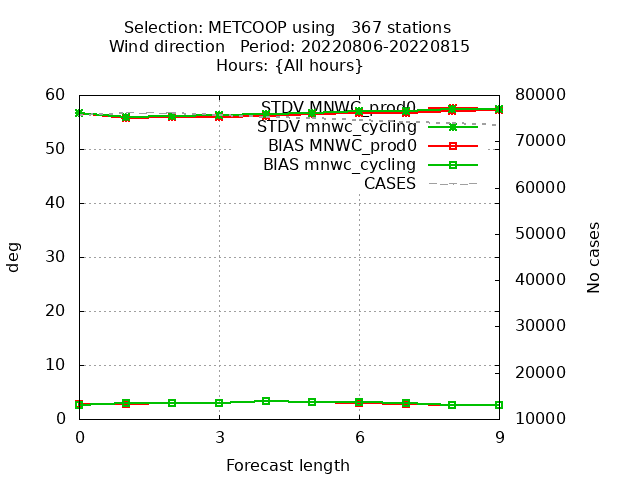 Selection: METCOOP using   367 stations
Wind direction   Period: 20220806-20220815
Hours: {All hours}
60
50
40
30
20
10
0
deg
80000
70000
60000
50000
40000
30000
20000
10000
No cases
STDV MNWC_prod0
STDV mnwc_cycling
BIAS MNWC_prod0
BIAS mnwc_cycling
CASES
0
3
6
9
Forecast length